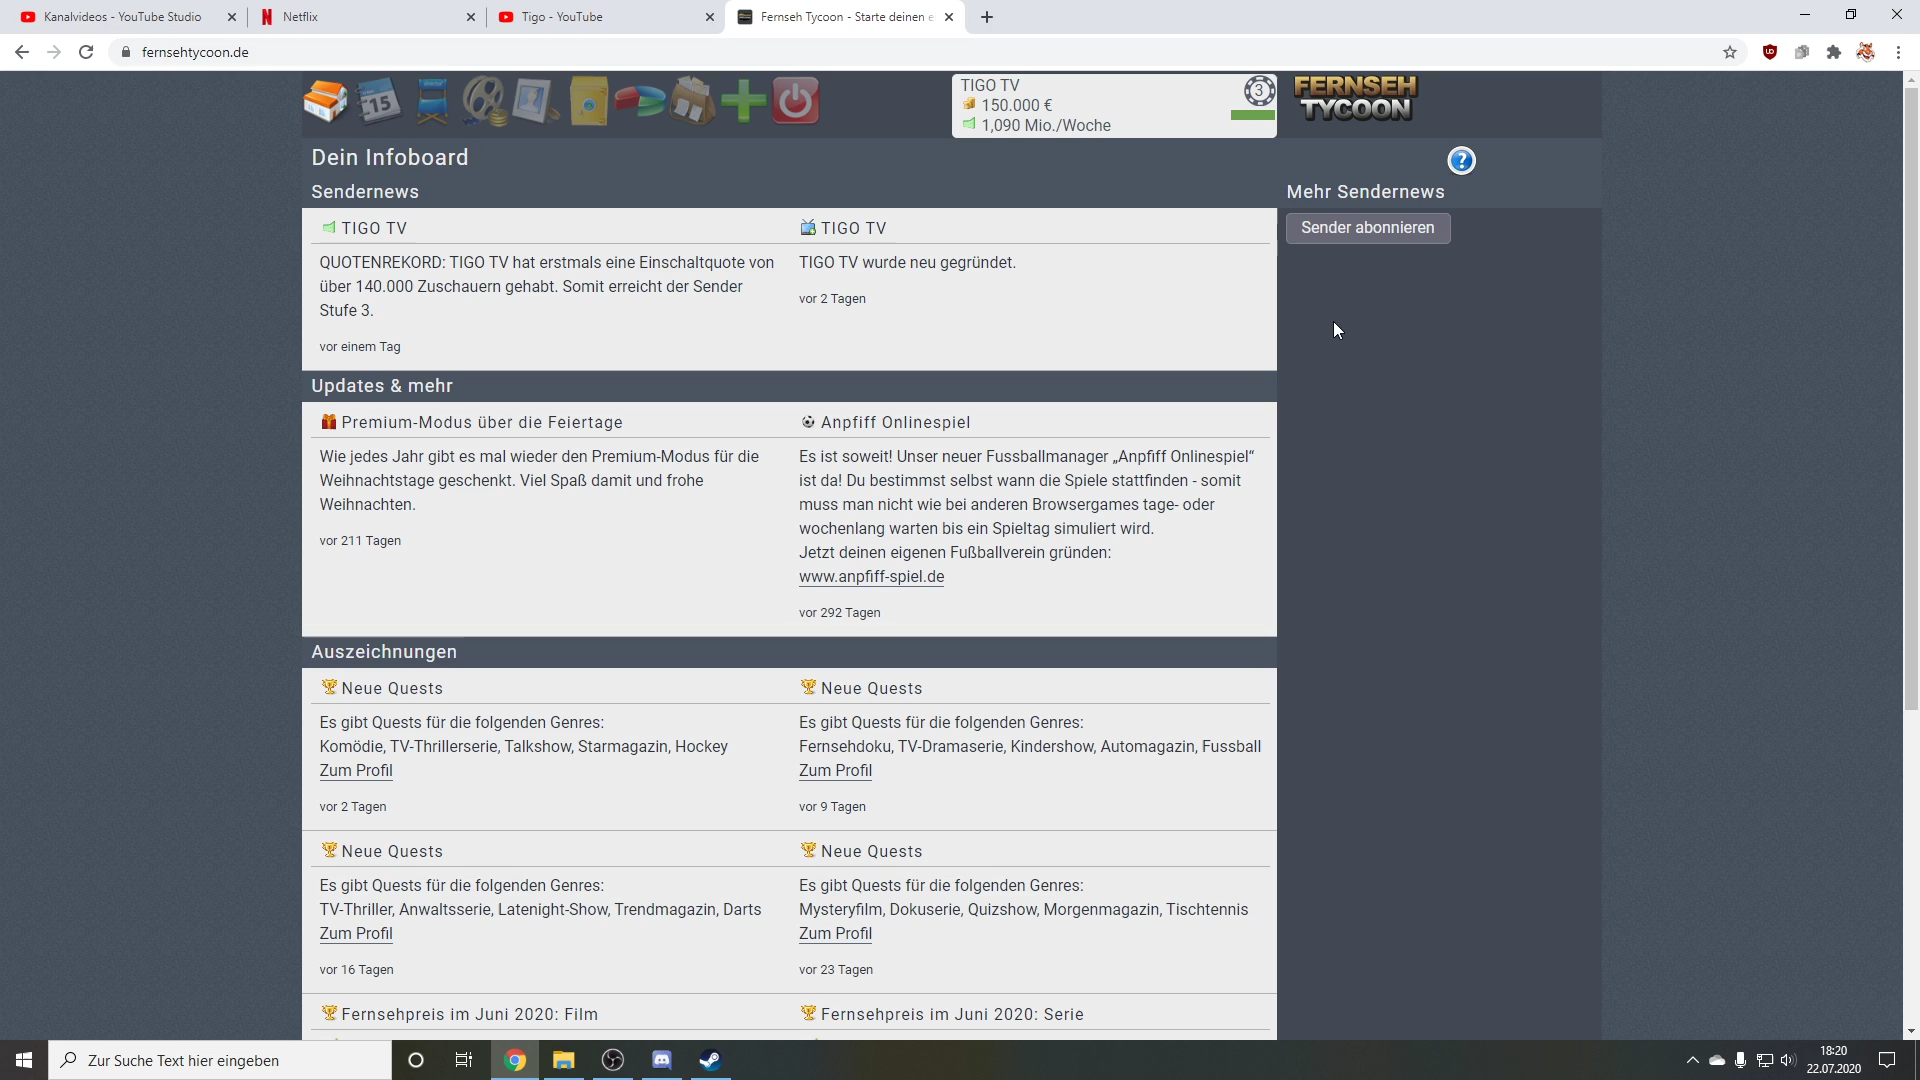 Kanalvideos - YouTube Studio
Netflix
Tigo - YouTube
Fernseh Tycoon - Starte deinen e
fernsehtycoon.de
15
TIGO TV
150.000 €
1,090 Mio./Woche
3
FERNSEH
TYCOON
Dein Infoboard
?
Sendernews
Mehr Sendernews
Sender abonnieren
TIGO TV
QUOTENREKORD: TIGO TV hat erstmals eine Einschaltquote von
über 140.000 Zuschauern gehabt. Somit erreicht der Sender
Stufe 3.
vor einem Tag
TIGO TV
TIGO TV wurde neu gegründet.
vor 2 Tagen
Updates & mehr
Premium-Modus über die Feiertage
Wie jedes Jahr gibt es mal wieder den Premium-Modus für die
Weihnachtstage geschenkt. Viel Spaß damit und frohe
Weihnachten.
vor 211 Tagen
Anpfiff Onlinespiel
Es ist soweit! Unser neuer Fussballmanager „Anpfiff Onlinespiel“
ist da! Du bestimmst selbst wann die Spiele stattfinden - somit
muss man nicht wie bei anderen Browsergames tage- oder
wochenlang warten bis ein Spieltag simuliert wird.
Jetzt deinen eigenen Fußballverein gründen:
www.anpfiff-spiel.de
vor 292 Tagen
Auszeichnungen
Neue Quests
Es gibt Quests für die folgenden Genres:
Komödie, TV-Thrillerserie, Talkshow, Starmagazin, Hockey
Zum Profil
vor 2 Tagen
Neue Quests
Es gibt Quests für die folgenden Genres:
Fernsehdoku, TV-Dramaserie, Kindershow, Automagazin, Fussball
Zum Profil
vor 9 Tagen
Neue Quests
Es gibt Quests für die folgenden Genres:
TV-Thriller, Anwaltsserie, Latenight-Show, Trendmagazin, Darts
Zum Profil
vor 16 Tagen
Neue Quests
Es gibt Quests für die folgenden Genres:
Mysteryfilm, Dokuserie, Quizshow, Morgenmagazin, Tischtennis
Zum Profil
vor 23 Tagen
Fernsehpreis im Juni 2020: Film
Fernsehpreis im Juni 2020: Serie
Zur Suche Text hier eingeben
18:20
22.07.2020